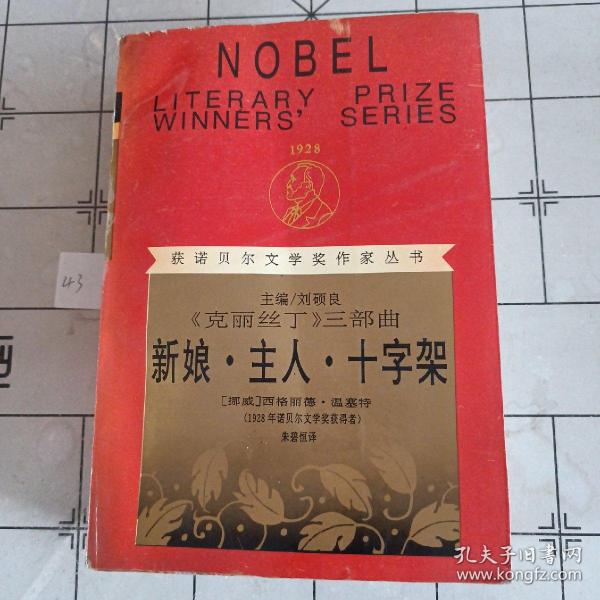 NOBEL
LITERARY PRIZE
WINNERS' SERIES
1928
获诺贝尔文学奖作家丛书
主编/刘硕良
《克丽丝丁》三部曲
新娘·主人·十字架
[挪威]西格丽德·温塞特
(1928年诺贝尔文学奖获得者)
朱碧恒译
43
孔夫子旧书网
www.kongfz.com